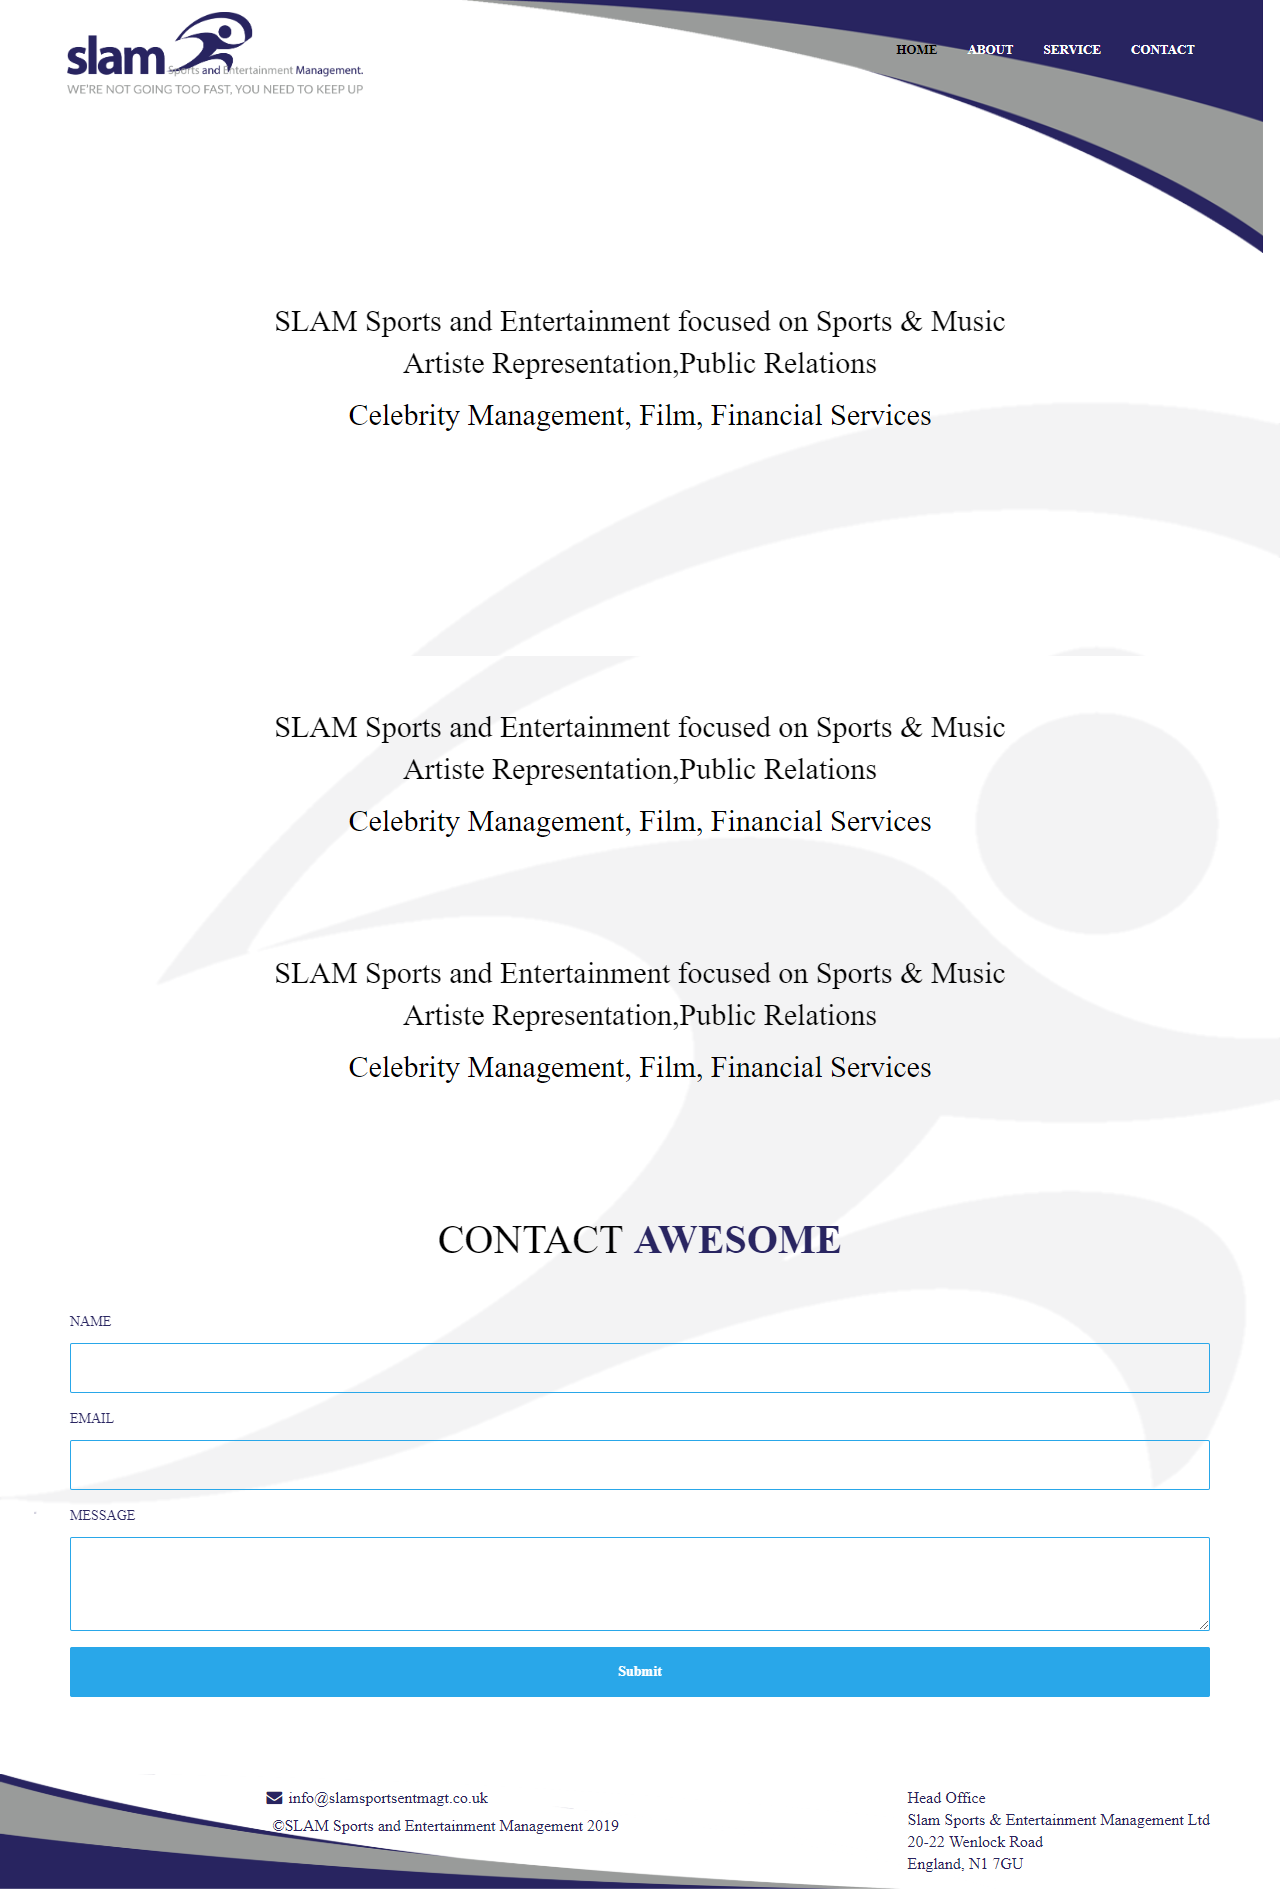 slam
Sports and Entertainment Management.
WE'RE NOT GOING TOO FAST, YOU NEED TO KEEP UP
HOME ABOUT SERVICE CONTACT
SLAM Sports and Entertainment focused on Sports & Music
Artiste Representation,Public Relations
Celebrity Management, Film, Financial Services
SLAM Sports and Entertainment focused on Sports & Music
Artiste Representation,Public Relations
Celebrity Management, Film, Financial Services
SLAM Sports and Entertainment focused on Sports & Music
Artiste Representation,Public Relations
Celebrity Management, Film, Financial Services
CONTACT AWESOME
NAME
EMAIL
MESSAGE
Submit
info@slamsportsentmagt.co.uk
©SLAM Sports and Entertainment Management 2019
Head Office
Slam Sports & Entertainment Management Ltd
20-22 Wenlock Road
England, N1 7GU